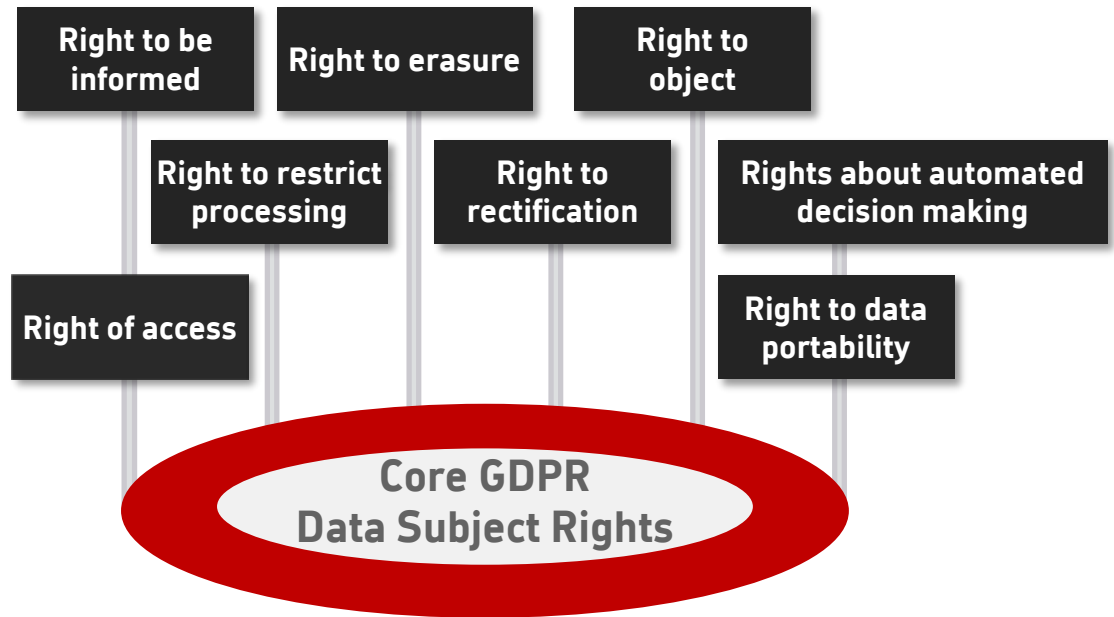 Right to be
informed
Right to erasure
Right to
object
Right to restrict
processing
Right to
rectification
Rights about automated
decision making
Right of access
Right to data
portability
Core GDPR
Data Subject Rights